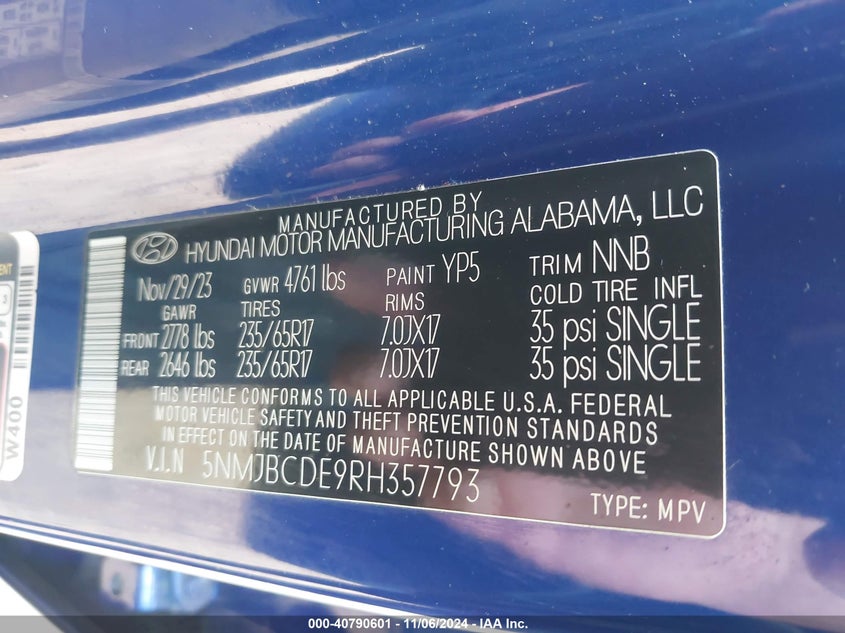 MANUFACTURED BY
HYUNDAI MOTOR MANUFACTURING ALABAMA, LLC
Nov/29/23 GVWR 4761 lbs PAINT YP5 TRIM NNB
GAWR TIRES RIMS COLD TIRE INFL
FRONT 2778 lbs 235/65R17 7.0JX17 35 psi SINGLE
REAR 2646 lbs 235/65R17 7.0JX17 35 psi SINGLE
THIS VEHICLE CONFORMS TO ALL APPLICABLE U.S.A. FEDERAL
MOTOR VEHICLE SAFETY AND THEFT PREVENTION STANDARDS
IN EFFECT ON THE DATE OF MANUFACTURE SHOWN ABOVE
V.I.N 5NMJBCDE9RH357793
TYPE: MPV
W400
000-40790601 - 11/06/2024 - IAA Inc.